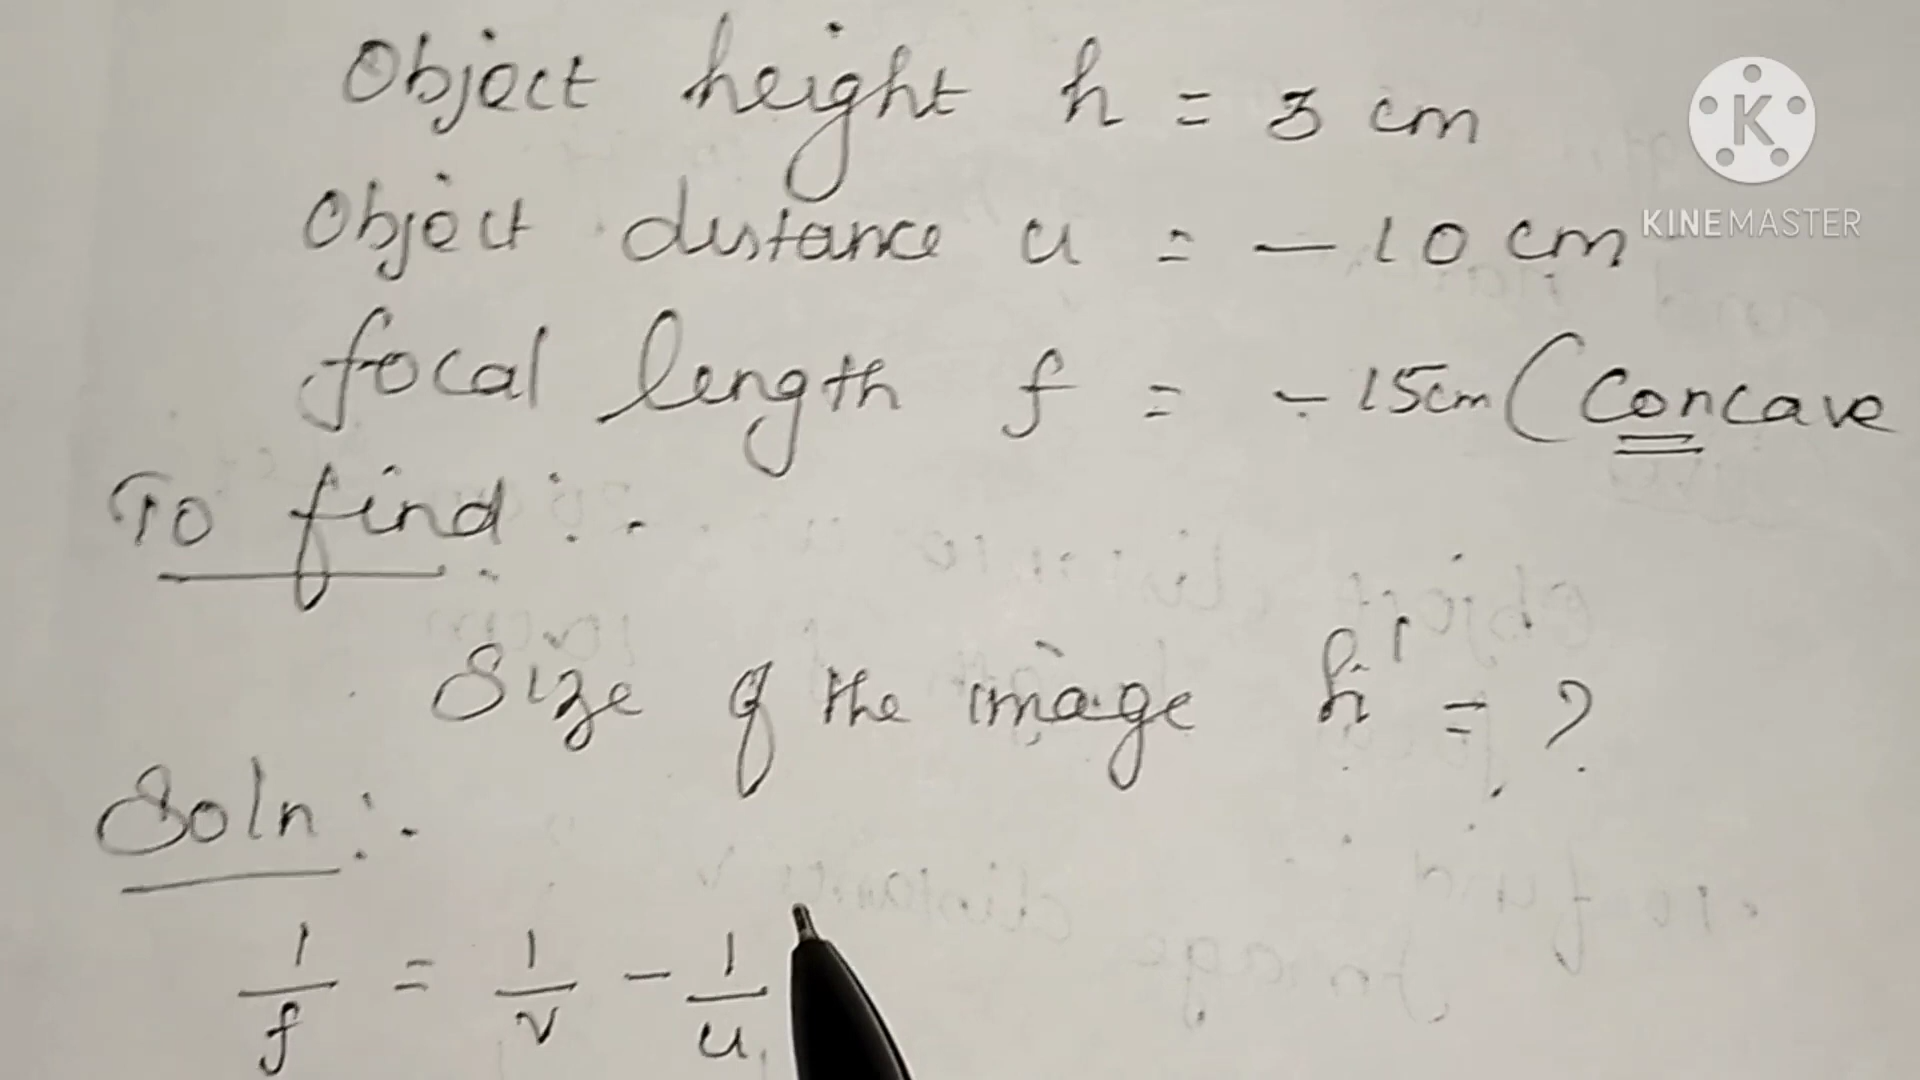 Object height h = 3 cm
Object distance u = - 10 cm
focal length f = - 15cm (Concave
To find :-
Size of the image h' = ?
Soln :-
1/f = 1/v - 1/u
K
KINEMASTER